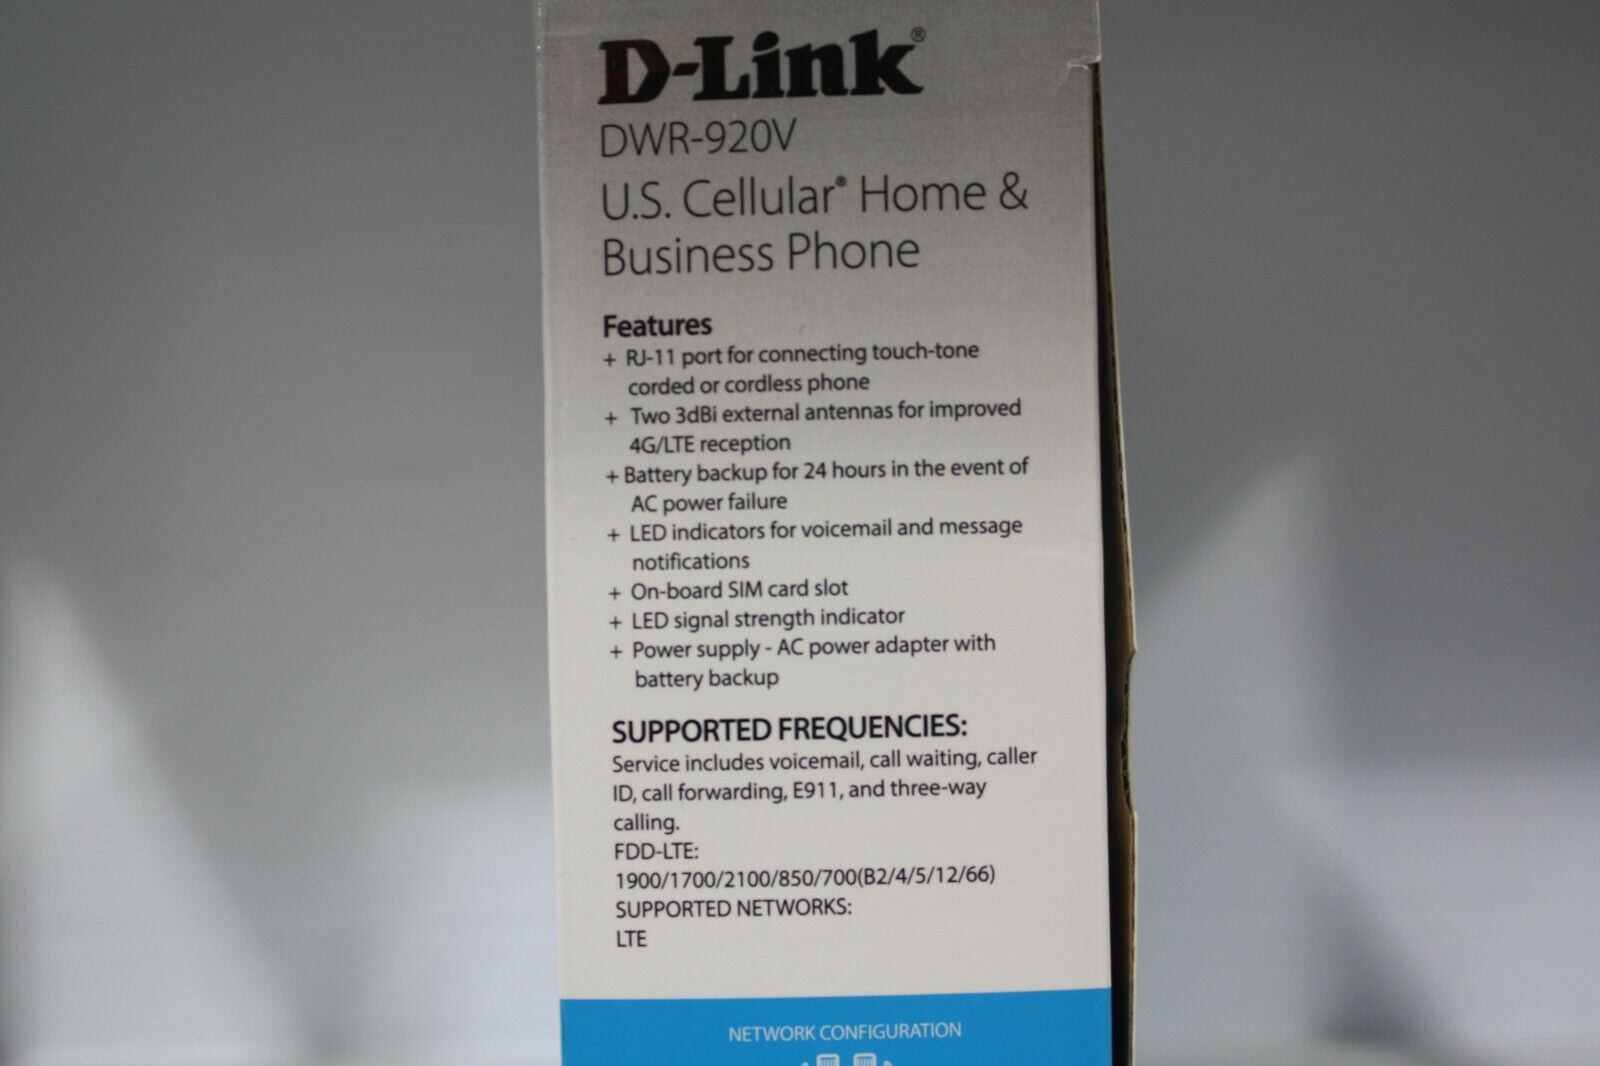 D-Link®
DWR-920V
U.S. Cellular® Home &
Business Phone
Features
+ RJ-11 port for connecting touch-tone
corded or cordless phone
+ Two 3dBi external antennas for improved
4G/LTE reception
+ Battery backup for 24 hours in the event of
AC power failure
+ LED indicators for voicemail and message
notifications
+ On-board SIM card slot
+ LED signal strength indicator
+ Power supply - AC power adapter with
battery backup
SUPPORTED FREQUENCIES:
Service includes voicemail, call waiting, caller
ID, call forwarding, E911, and three-way
calling.
FDD-LTE:
1900/1700/2100/850/700(B2/4/5/12/66)
SUPPORTED NETWORKS:
LTE
NETWORK CONFIGURATION